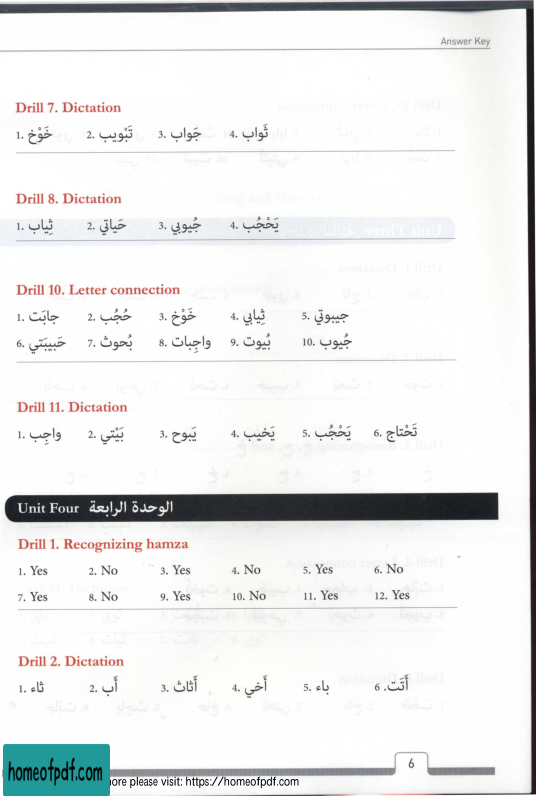 Answer Key
Drill 7. Dictation
1. خَوْخ 2. تَبْويب 3. جَواب 4. ثَواب
Drill 8. Dictation
1. ثِياب 2. حَياتي 3. جُيوبي 4. يَحْجُب
Drill 10. Letter connection
1. جابَت 2. حُجُب 3. خَوْخ 4. ثِيابي 5. جيبوتي
6. حَبيبَتي 7. بُحوث 8. واجِبات 9. بُيوت 10. جُيوب
Drill 11. Dictation
1. واجِب 2. بَيْتي 3. يَبوح 4. يَخيب 5. يَحْجُب 6. تَحْتاج
Unit Four الوحدة الرابعة
Drill 1. Recognizing hamza
1. Yes 2. No 3. Yes 4. No 5. Yes 6. No
7. Yes 8. No 9. Yes 10. No 11. Yes 12. Yes
Drill 2. Dictation
1. ثاء 2. أَب 3. أَثاث 4. أَخي 5. باء 6. أَتَت
6
homeofpdf.com
ore please visit: https://homeofpdf.com